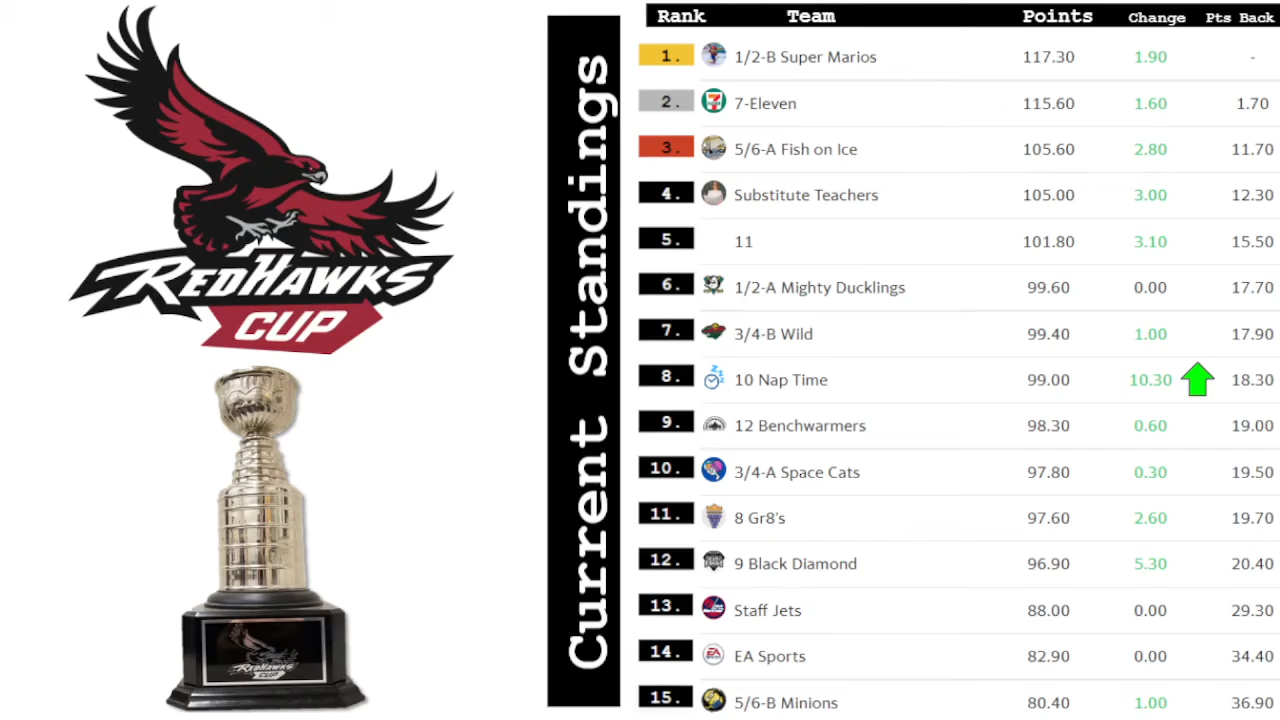 REDHAWKS
CUP
REDHAWKS
CUP
Current Standings
Rank Team Points Change Pts Back
1. 1/2-B Super Marios 117.30 1.90 -
2. 7-Eleven 115.60 1.60 1.70
3. 5/6-A Fish on Ice 105.60 2.80 11.70
4. Substitute Teachers 105.00 3.00 12.30
5. 11 101.80 3.10 15.50
6. 1/2-A Mighty Ducklings 99.60 0.00 17.70
7. 3/4-B Wild 99.40 1.00 17.90
8. 10 Nap Time 99.00 10.30 18.30
9. 12 Benchwarmers 98.30 0.60 19.00
10. 3/4-A Space Cats 97.80 0.30 19.50
11. 8 Gr8's 97.60 2.60 19.70
12. 9 Black Diamond 96.90 5.30 20.40
13. Staff Jets 88.00 0.00 29.30
14. EA EA Sports 82.90 0.00 34.40
15. 5/6-B Minions 80.40 1.00 36.90